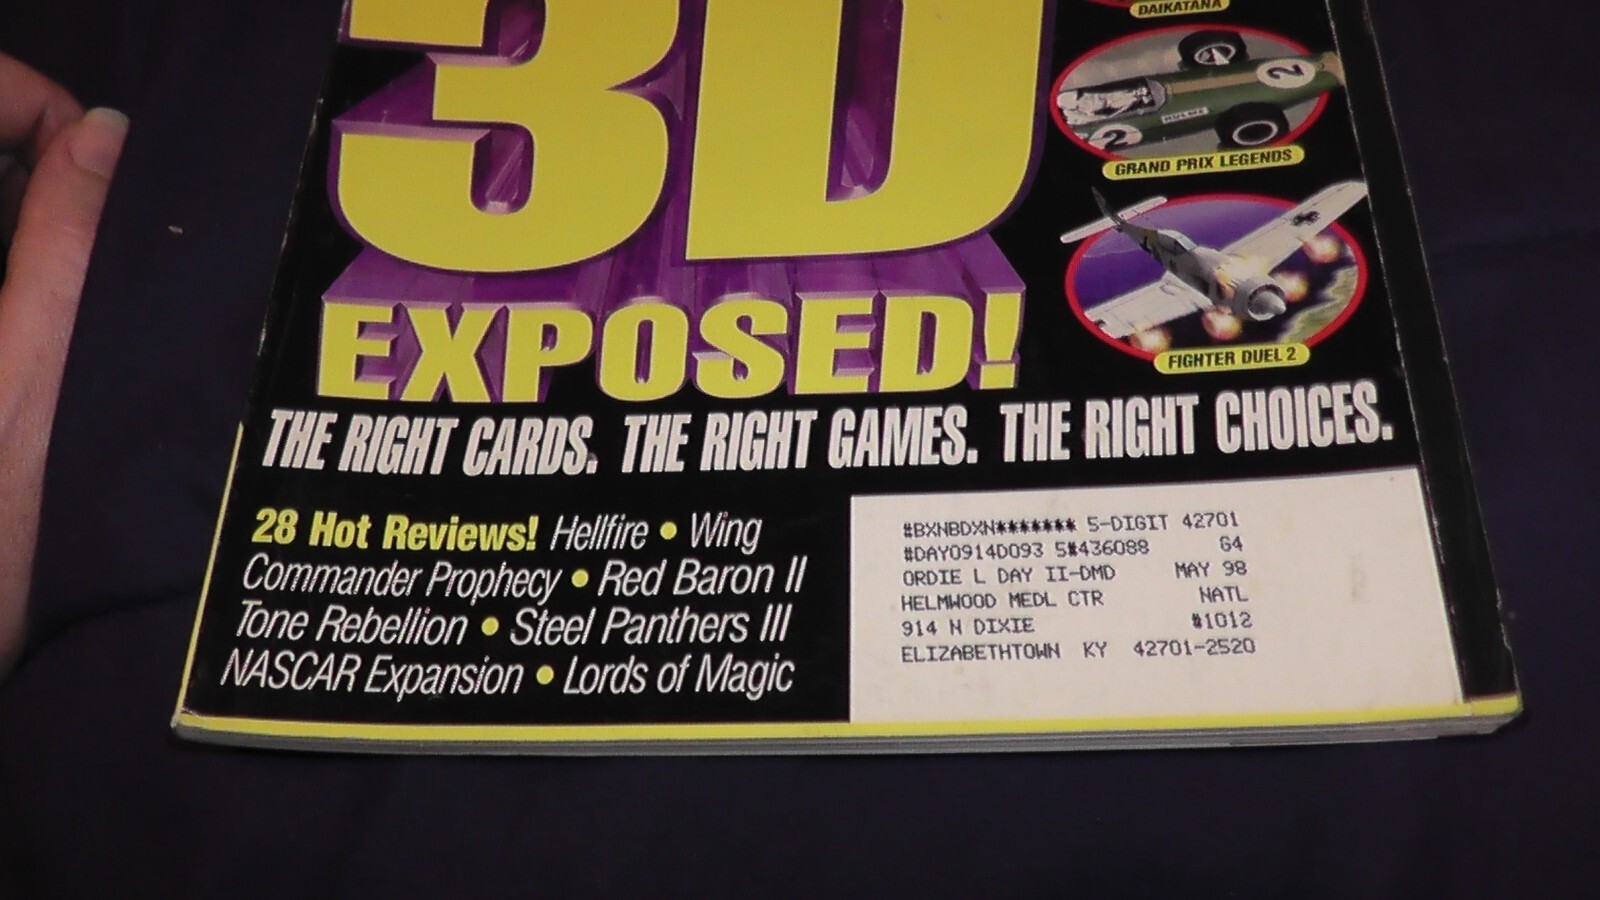 DAIKATANA
3D
2
2
HULME
GRAND PRIX LEGENDS
FIGHTER DUEL 2
EXPOSED!
THE RIGHT CARDS. THE RIGHT GAMES. THE RIGHT CHOICES.
28 Hot Reviews! Hellfire • Wing
Commander Prophecy • Red Baron II
Tone Rebellion • Steel Panthers III
NASCAR Expansion • Lords of Magic
#BXNBDXN******* 5-DIGIT 42701
#DAY0914D093 5#436088 G4
ORDIE L DAY II-DMD MAY 98
HELMWOOD MEDL CTR NATL
914 N DIXIE #1012
ELIZABETHTOWN KY 42701-2520